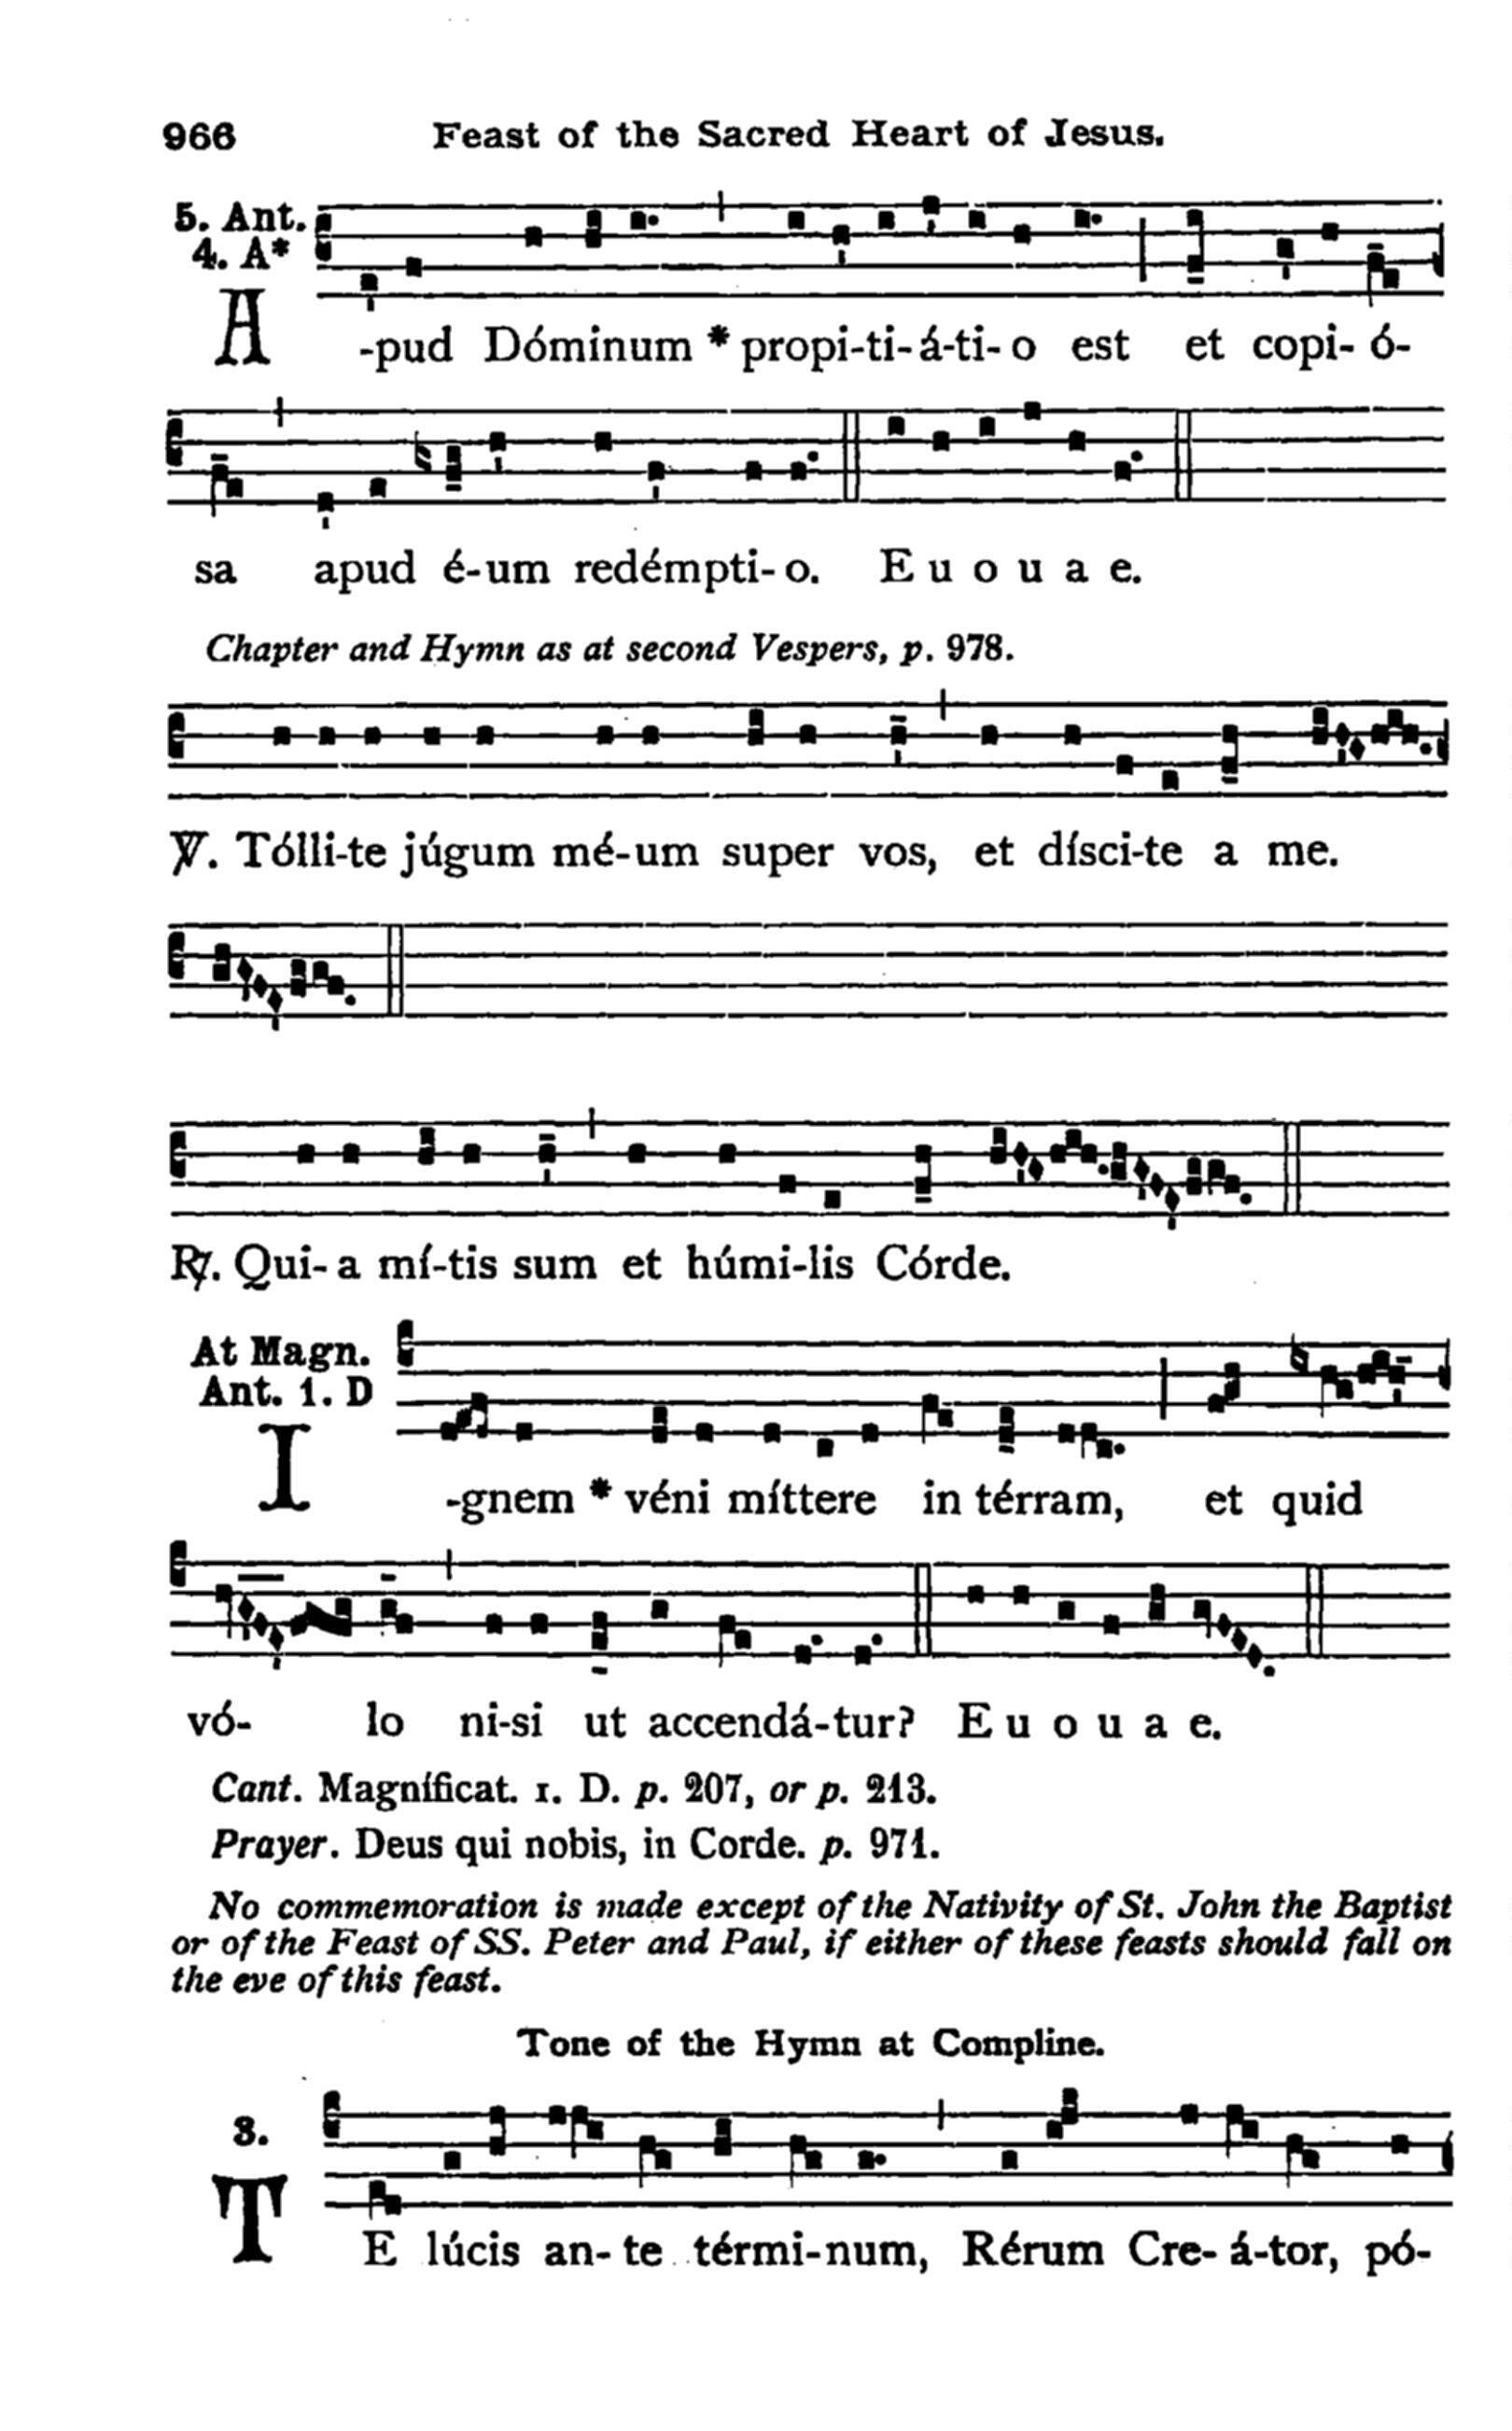 966 Feast of the Sacred Heart of Jesus.
5. Ant.
4. A*
A-pud Dóminum * propi-ti-á-ti-o est et copi- ó-
sa apud é-um redémpti-o. E u o u a e.
Chapter and Hymn as at second Vespers, p. 978.
℣. Tólli-te júgum mé-um super vos, et dísci-te a me.
℟. Qui-a mí-tis sum et húmi-lis Córde.
At Magn.
Ant. 1. D
I-gnem * véni míttere in térram, et quid
vó- lo ni-si ut accendá-tur? E u o u a e.
Cant. Magníficat. 1. D. p. 207, or p. 213.
Prayer. Deus qui nobis, in Corde. p. 971.
No commemoration is made except of the Nativity of St. John the Baptist
or of the Feast of SS. Peter and Paul, if either of these feasts should fall on
the eve of this feast.
Tone of the Hymn at Compline.
3.
TE lúcis an-te térmi-num, Rérum Cre-á-tor, pó-